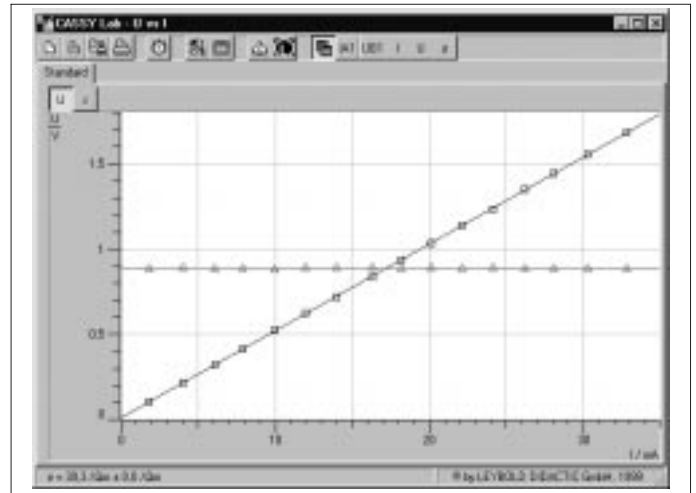 CASSY Lab - U vs I
I
U
Standard
U
U
V
1.5
1
0.5
0
0 10 20 30
I / mA
© by LEYBOLD DIDACTIC GmbH, 1999